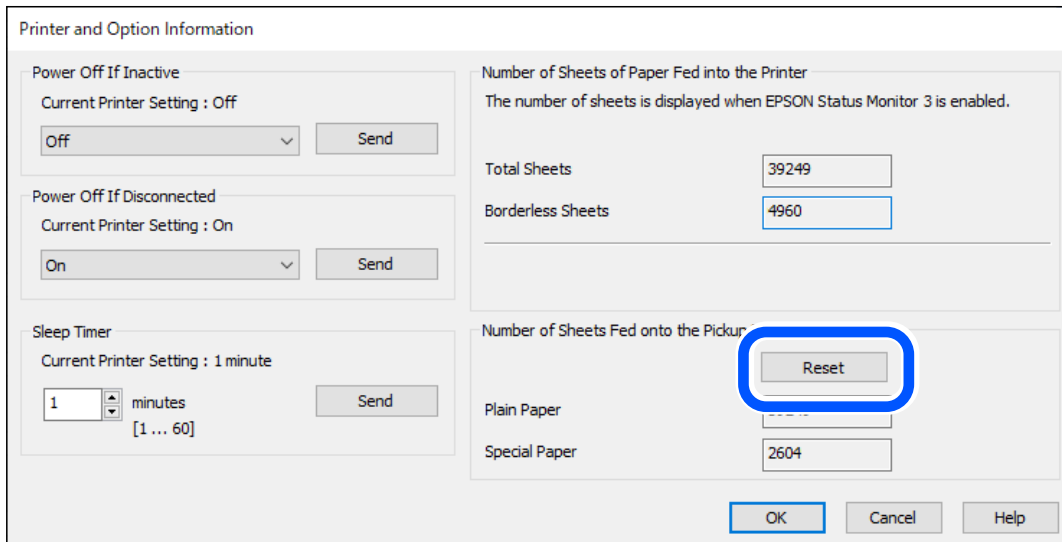 Printer and Option Information
Power Off If Inactive
Current Printer Setting : Off
Off
Send
Power Off If Disconnected
Current Printer Setting : On
On
Send
Sleep Timer
Current Printer Setting : 1 minute
1
minutes
[1 ... 60]
Send
Number of Sheets of Paper Fed into the Printer
The number of sheets is displayed when EPSON Status Monitor 3 is enabled.
Total Sheets
39249
Borderless Sheets
4960
Number of Sheets Fed onto the Pickup
Reset
Plain Paper
Special Paper
2604
OK
Cancel
Help